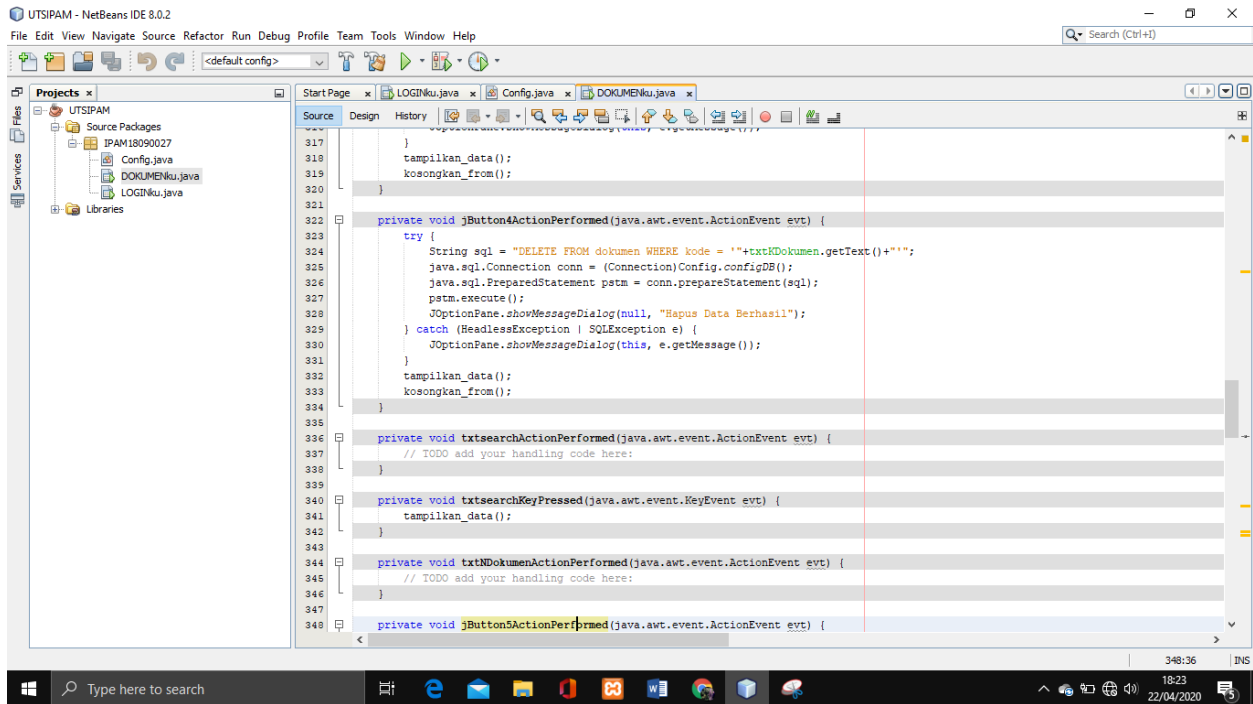 UTSIPAM - NetBeans IDE 8.0.2
File Edit View Navigate Source Refactor Run Debug Profile Team Tools Window Help
Search (Ctrl+I)
<default config>
Projects
Files
Services
UTSIPAM
Source Packages
IPAM18090027
Config.java
DOKUMENku.java
LOGINku.java
Libraries
Start Page LOGINku.java Config.java DOKUMENku.java
Source Design History
316 JOptionPane.showMessageDialog(this, e.getMessage());
317 }
318 tampilkan_data();
319 kosongkan_from();
320 }
321
322 private void jButton4ActionPerformed(java.awt.event.ActionEvent evt) {
323 try {
324 String sql = "DELETE FROM dokumen WHERE kode = '"+txtKDokumen.getText()+"'";
325 java.sql.Connection conn = (Connection)Config.configDB();
326 java.sql.PreparedStatement pstm = conn.prepareStatement(sql);
327 pstm.execute();
328 JOptionPane.showMessageDialog(null, "Hapus Data Berhasil");
329 } catch (HeadlessException | SQLException e) {
330 JOptionPane.showMessageDialog(this, e.getMessage());
331 }
332 tampilkan_data();
333 kosongkan_from();
334 }
335
336 private void txtsearchActionPerformed(java.awt.event.ActionEvent evt) {
337 // TODO add your handling code here:
338 }
339
340 private void txtsearchKeyPressed(java.awt.event.KeyEvent evt) {
341 tampilkan_data();
342 }
343
344 private void txtNDokumenActionPerformed(java.awt.event.ActionEvent evt) {
345 // TODO add your handling code here:
346 }
347
348 private void jButton5ActionPerformed(java.awt.event.ActionEvent evt) {
348:36 INS
Type here to search
18:23
22/04/2020
5